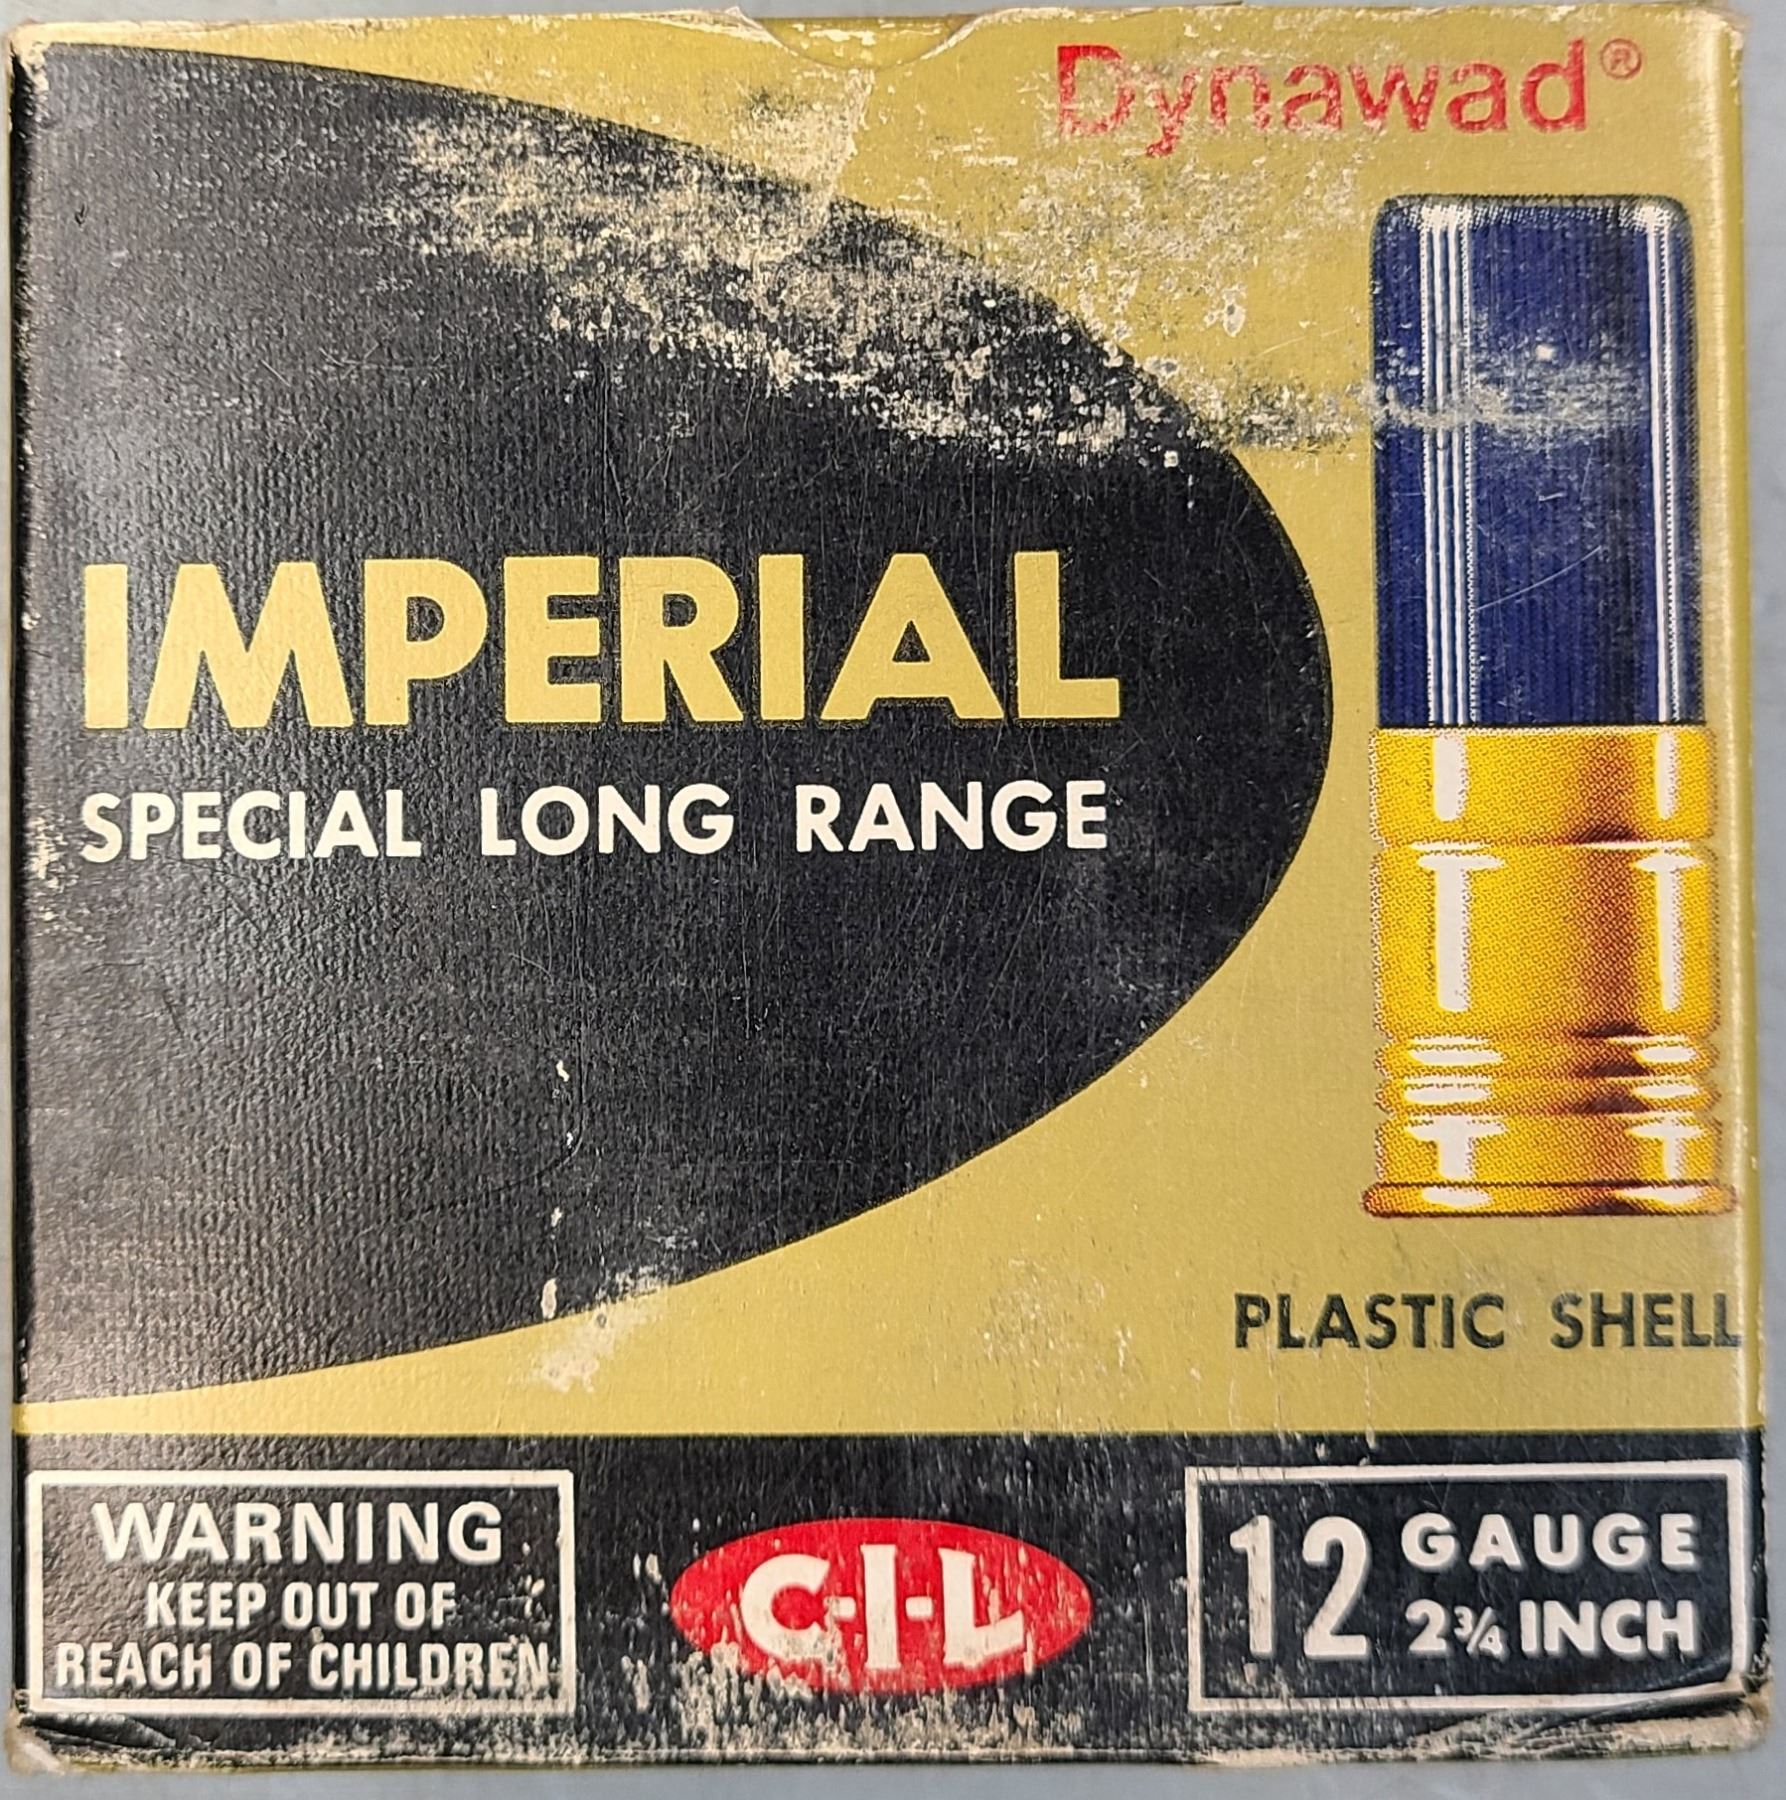 Dynawad®
IMPERIAL
SPECIAL LONG RANGE
PLASTIC SHELL
WARNING
KEEP OUT OF
REACH OF CHILDREN
C-I-L
12 GAUGE
2¾ INCH